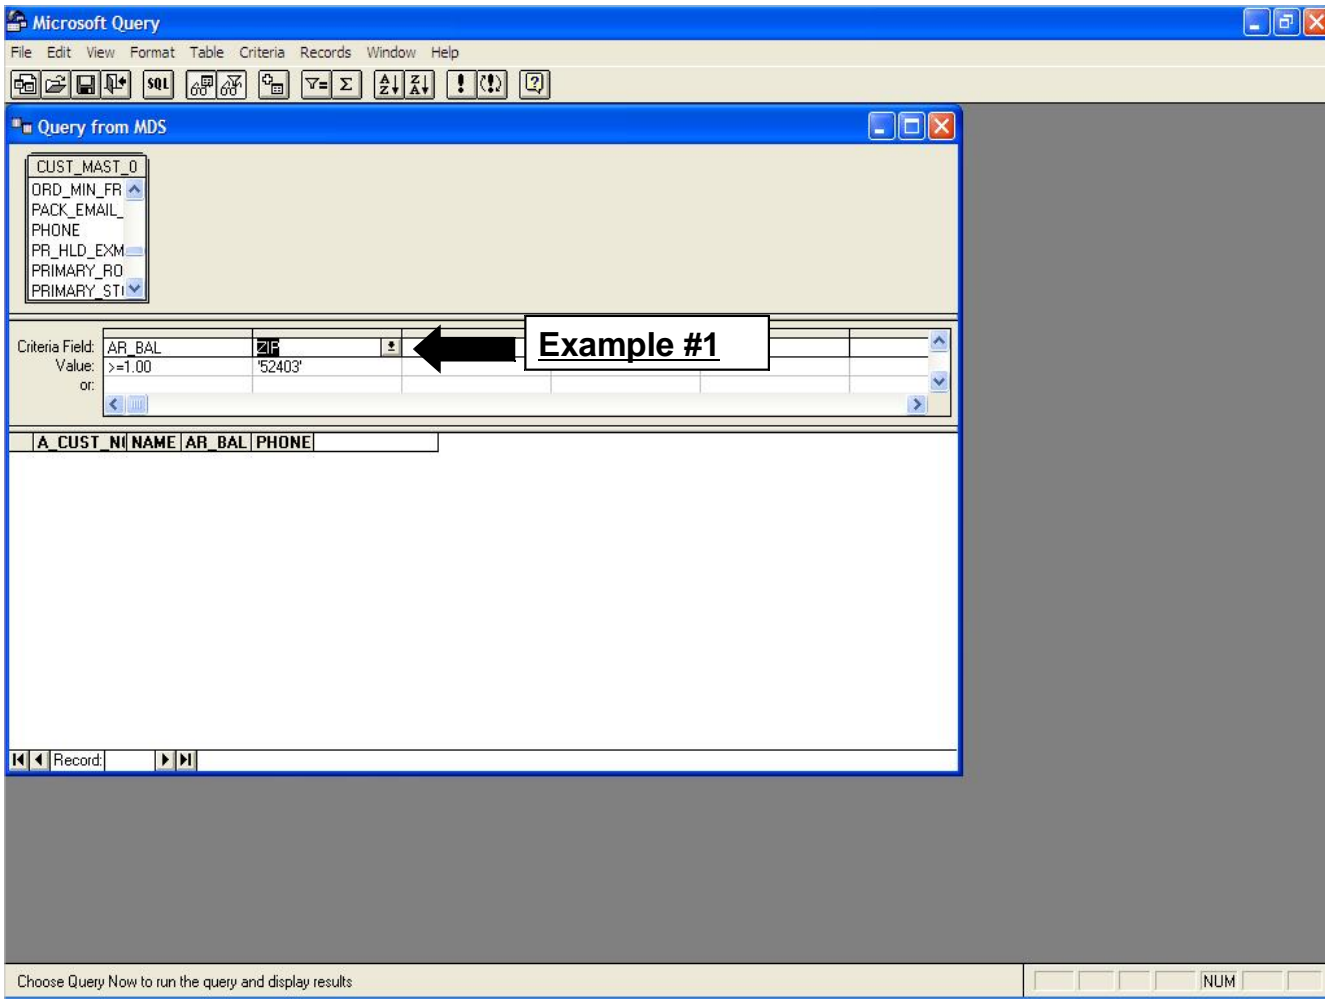 Microsoft Query
File Edit View Format Table Criteria Records Window Help
SQL
Query from MDS
CUST_MAST_0
ORD_MIN_FR
PACK_EMAIL_
PHONE
PR_HLD_EXM
PRIMARY_RO
PRIMARY_STI
Example #1
Criteria Field: AR_BAL ZIP
Value: >=1.00 '52403'
or:
A_CUST_N NAME AR_BAL PHONE
Record:
Choose Query Now to run the query and display results NUM